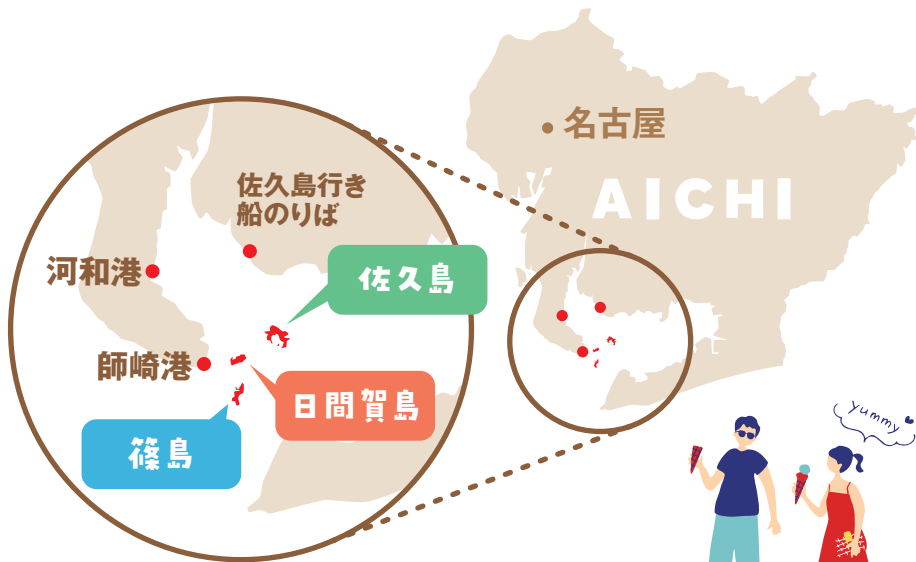 名古屋
AICHI
佐久島行き
船のりば
河和港
佐久島
師崎港
日間賀島
篠島
yummy